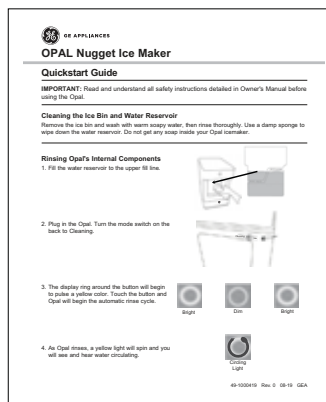 GE APPLIANCES
OPAL Nugget Ice Maker
Quickstart Guide
IMPORTANT: Read and understand all safety instructions detailed in Owner's Manual before
using the Opal.
Cleaning the Ice Bin and Water Reservoir
Remove the ice bin and wash with warm soapy water, then rinse thoroughly. Use a damp sponge to
wipe down the water reservoir. Do not get any soap inside your Opal icemaker.
Rinsing Opal's Internal Components
1. Fill the water reservoir to the upper fill line.
2. Plug in the Opal. Turn the mode switch on the
back to Cleaning.
3. The display ring around the button will begin
to pulse a yellow color. Touch the button and
Opal will begin the automatic rinse cycle.
Bright
Dim
Bright
4. As Opal rinses, a yellow light will spin and you
will see and hear water circulating.
Circling
Light
49-1000419 Rev. 0 08-19 GEA